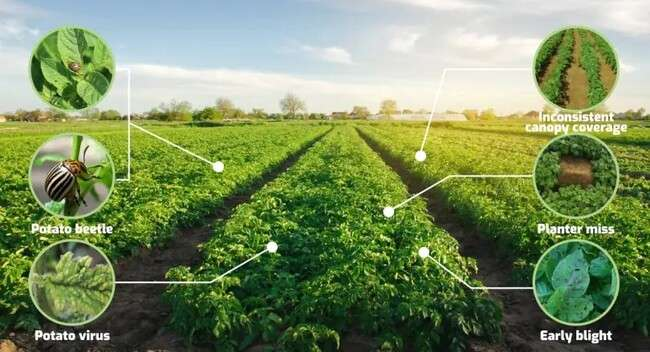 Inconsistent
canopy coverage
Potato beetle
Planter miss
Potato virus
Early blight